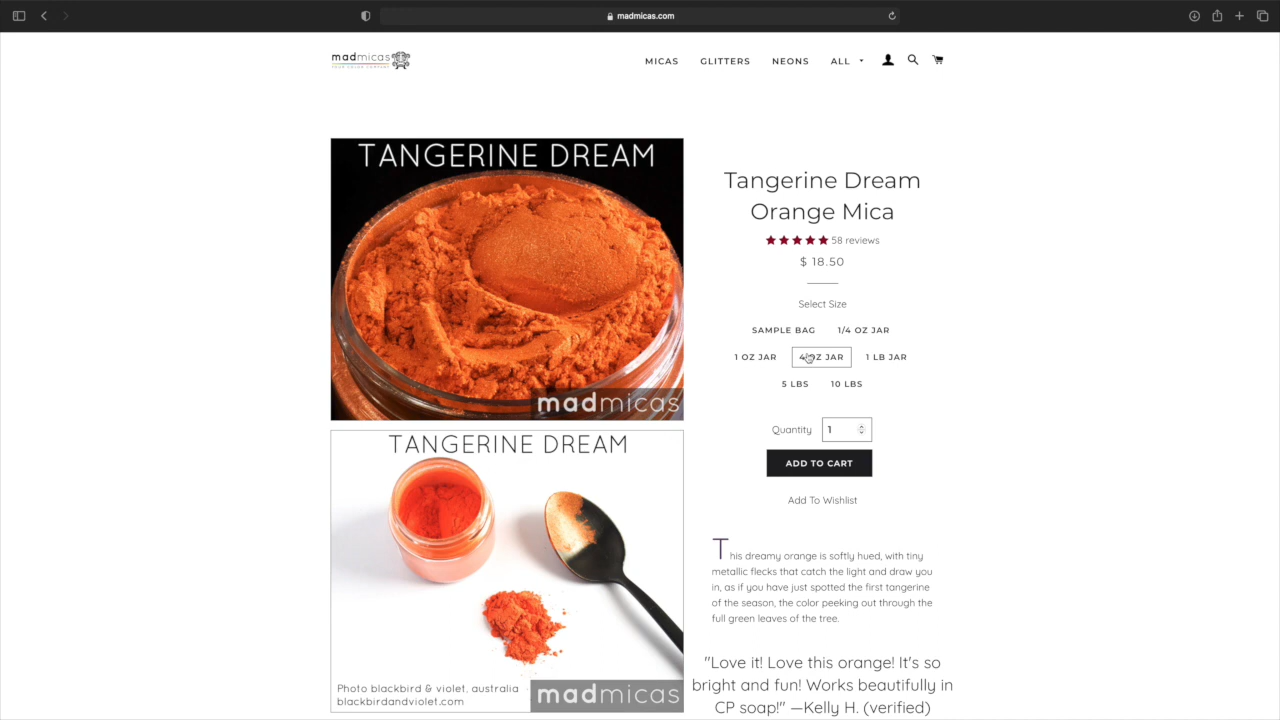 madmicas.com
madmicas
MICAS GLITTERS NEONS ALL
TANGERINE DREAM
madmicas
TANGERINE DREAM
Photo blackbird & violet, australia
blackbirdandviolet.com
madmicas
Tangerine Dream
Orange Mica
58 reviews
$ 18.50
Select Size
SAMPLE BAG 1/4 OZ JAR
1 OZ JAR 4 OZ JAR 1 LB JAR
5 LBS 10 LBS
Quantity 1
ADD TO CART
Add To Wishlist
This dreamy orange is softly hued, with tiny
metallic flecks that catch the light and draw you
in, as if you have just spotted the first tangerine
of the season, the color peeking out through the
full green leaves of the tree.
"Love it! Love this orange! It's so
bright and fun! Works beautifully in
CP soap!" —Kelly H. (verified)